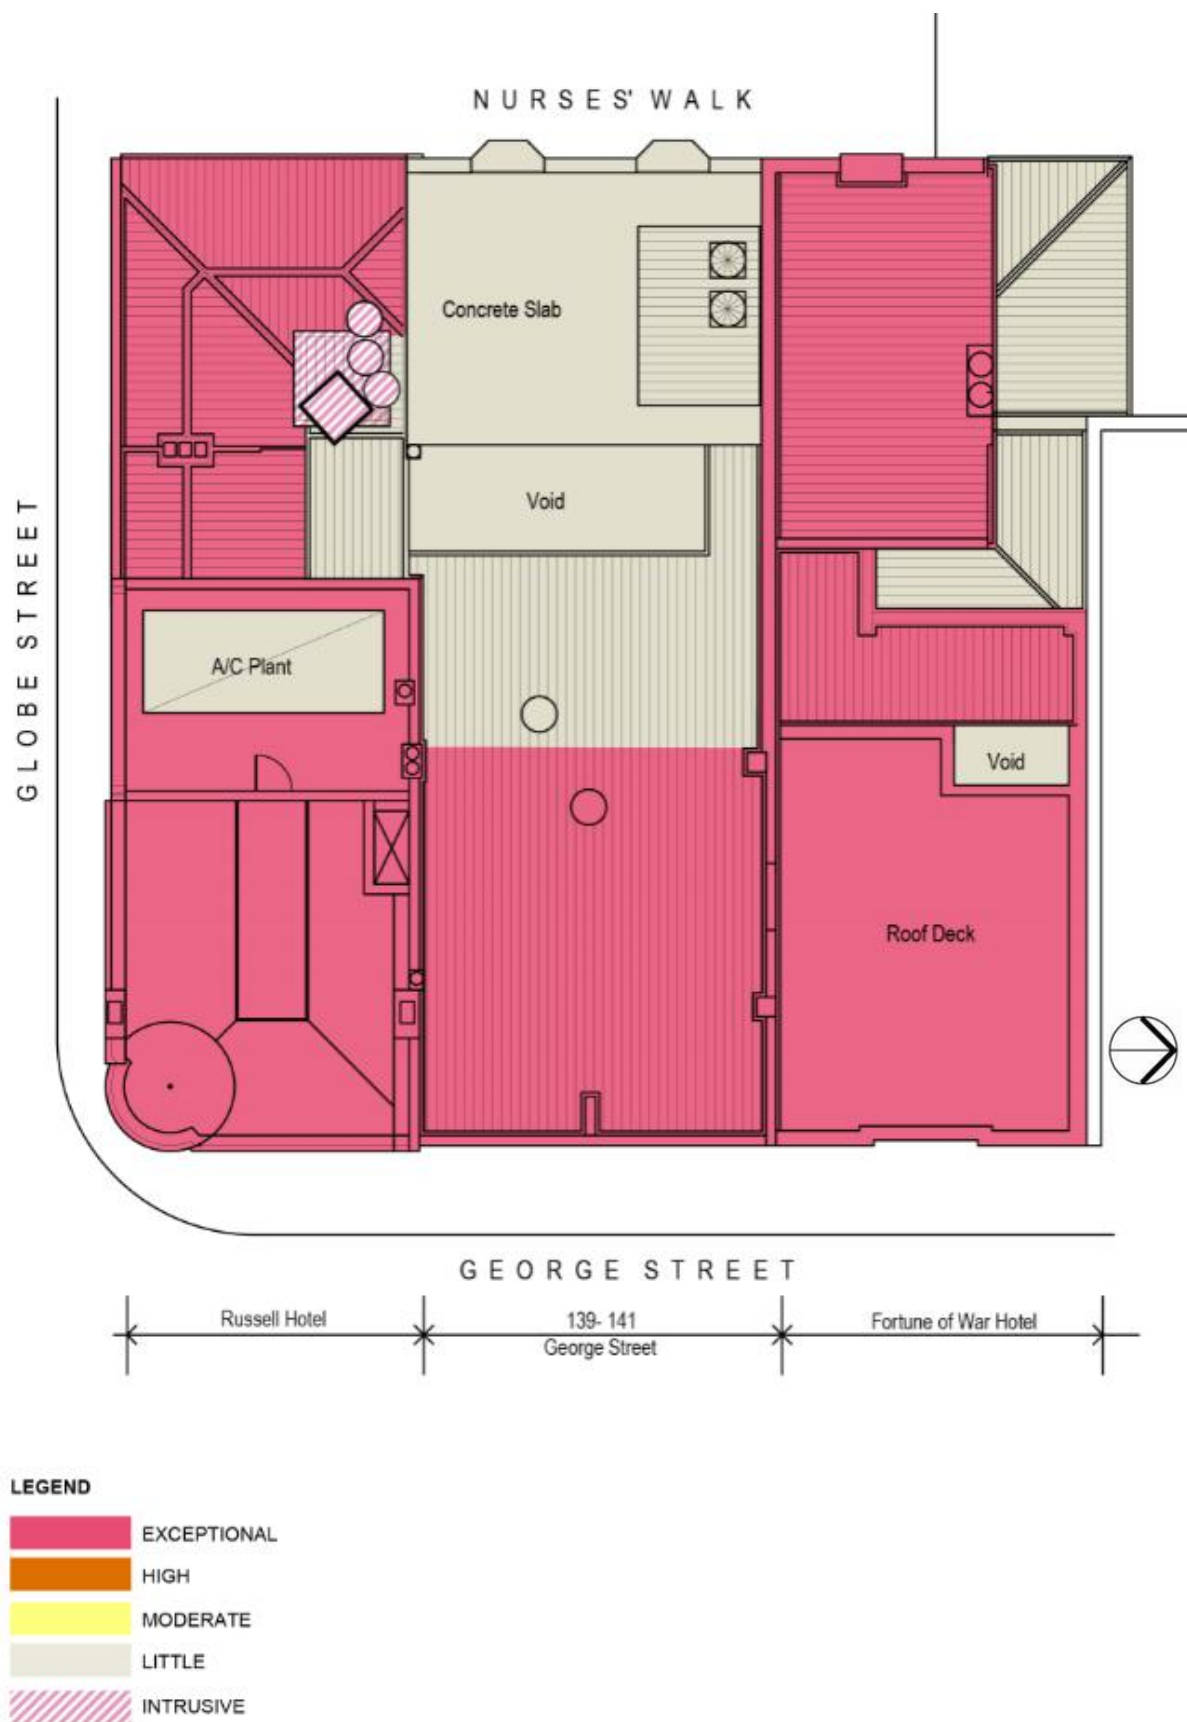 NURSES' WALK
Concrete Slab
Void
GLOBE STREET
A/C Plant
Void
Roof Deck
GEORGE STREET
Russell Hotel
139- 141
George Street
Fortune of War Hotel
LEGEND
EXCEPTIONAL
HIGH
MODERATE
LITTLE
INTRUSIVE